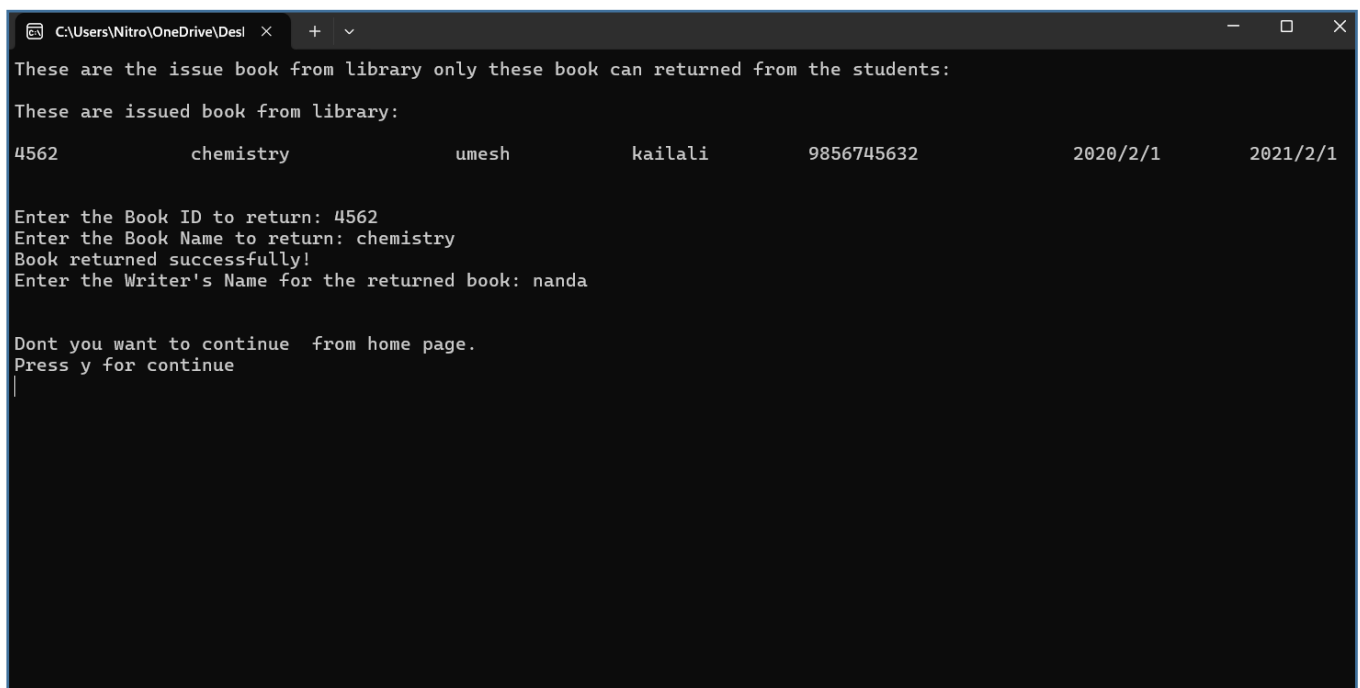 C:\Users\Nitro\OneDrive\Desl
These are the issue book from library only these book can returned from the students:
These are issued book from library:
4562 chemistry umesh kailali 9856745632 2020/2/1 2021/2/1
Enter the Book ID to return: 4562
Enter the Book Name to return: chemistry
Book returned successfully!
Enter the Writer's Name for the returned book: nanda
Dont you want to continue  from home page.
Press y for continue